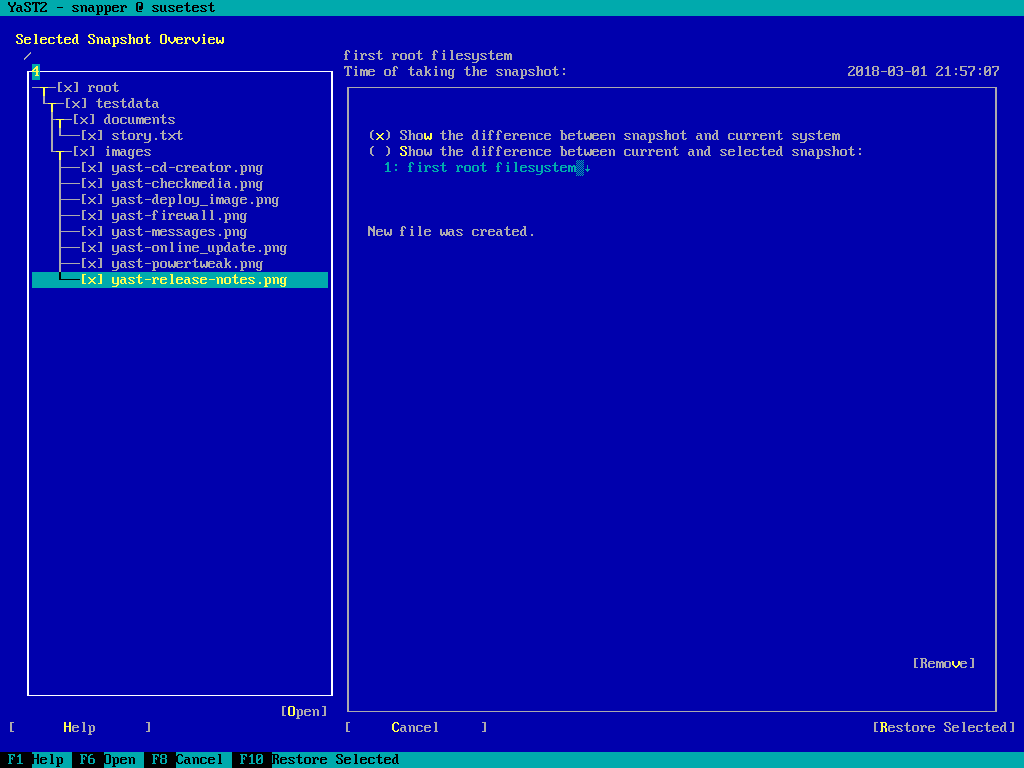 YaST2 - snapper @ susetest
Selected Snapshot Overview
/
first root filesystem
4
Time of taking the snapshot: 2018-03-01 21:57:07
[x] root
[x] testdata
[x] documents
[x] story.txt
[x] images
[x] yast-cd-creator.png
[x] yast-checkmedia.png
[x] yast-deploy_image.png
[x] yast-firewall.png
[x] yast-messages.png
[x] yast-online_update.png
[x] yast-powertweak.png
[x] yast-release-notes.png
(x) Show the difference between snapshot and current system
( ) Show the difference between current and selected snapshot:
1: first root filesystem↓
New file was created.
[Remove]
[Open]
[ Help ] [ Cancel ] [Restore Selected]
F1 Help F6 Open F8 Cancel F10 Restore Selected